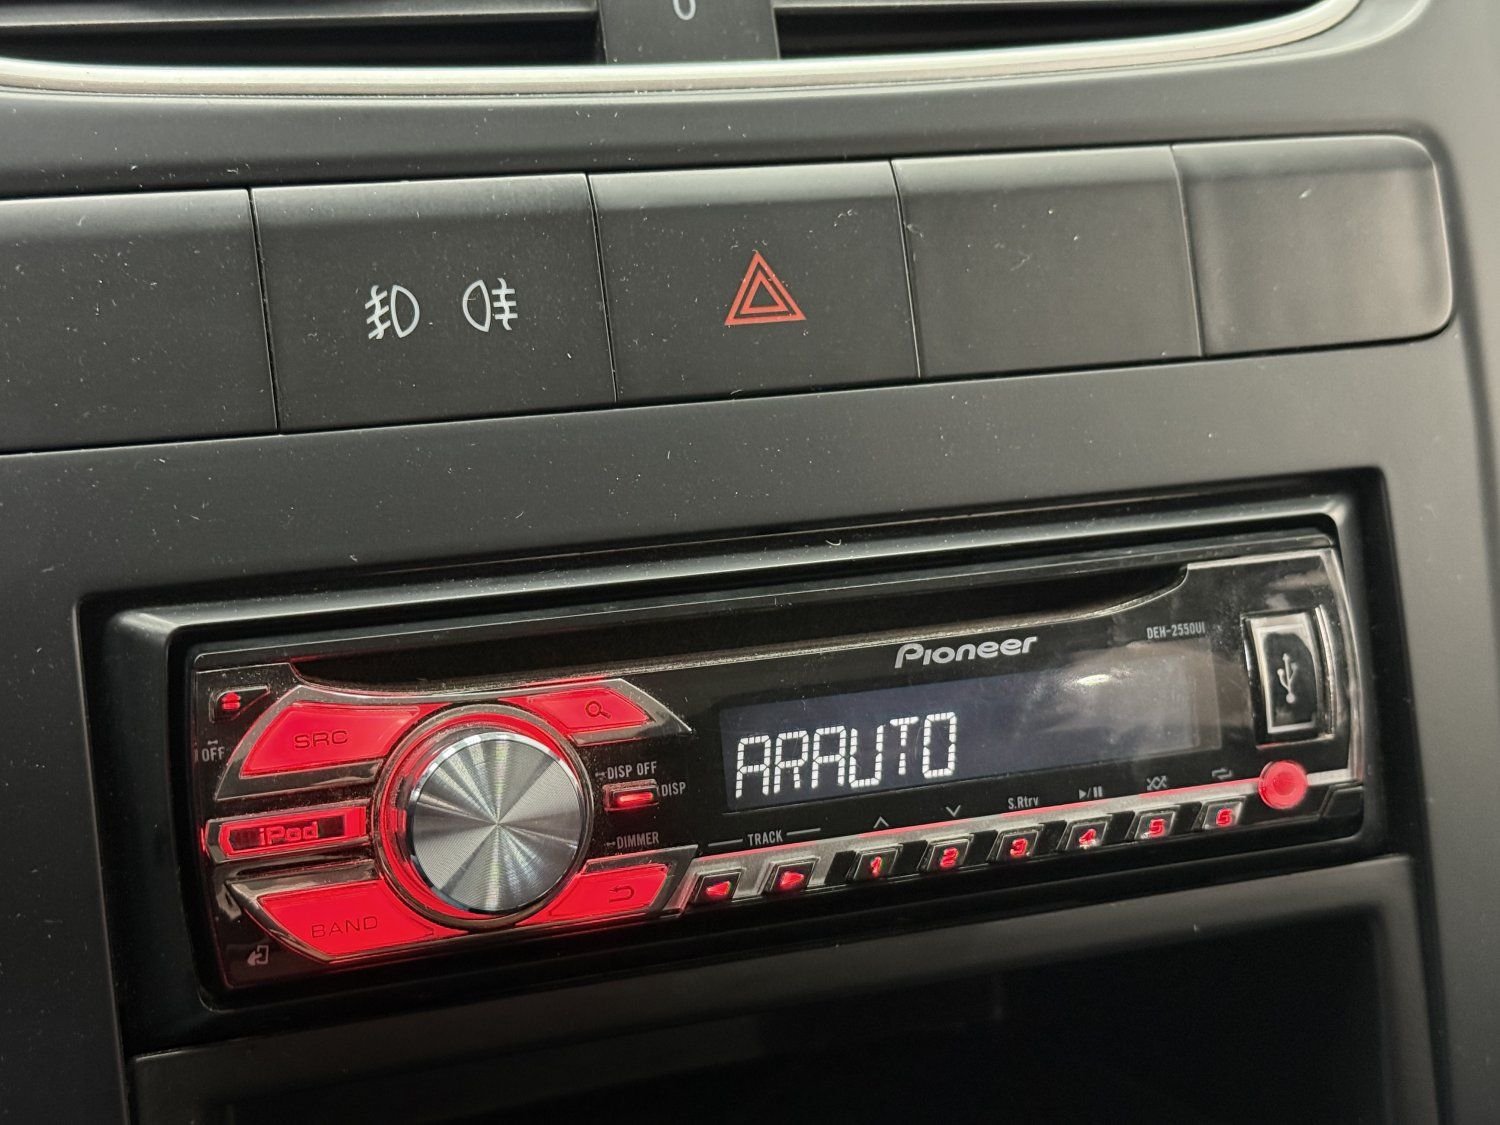 0
Pioneer
DEH-2550UI
SRC
OFF
DISP OFF
DISP
ARAUTO
iPod
DIMMER
TRACK
S.Rtrv
BAND
1 2 3 4 5 6